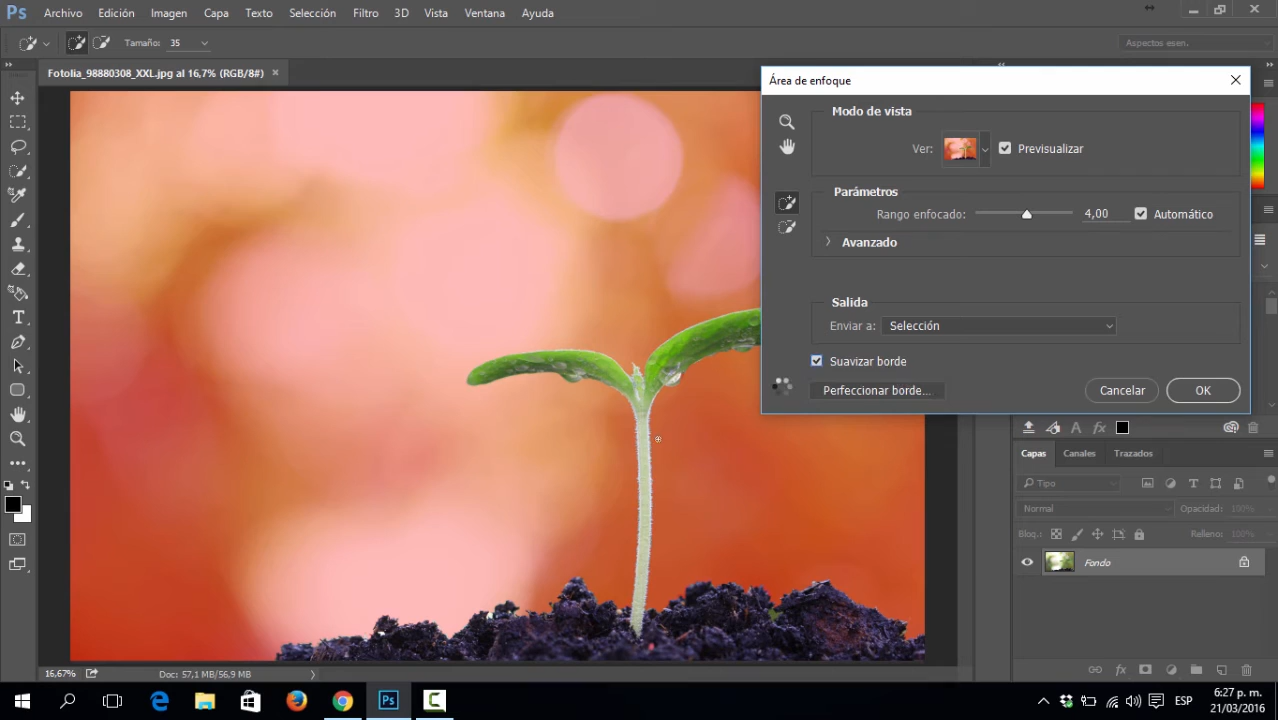 Ps Archivo Edición Imagen Capa Texto Selección Filtro 3D Vista Ventana Ayuda
Tamaño: 35 Aspectos esen.
Fotolia_98880308_XXL.jpg al 16,7% (RGB/8#) ×
Área de enfoque
Modo de vista
Ver: Previsualizar
Parámetros
Rango enfocado: 4,00 Automático
Avanzado
Salida
Enviar a: Selección
Suavizar borde
Perfeccionar borde... Cancelar OK
Capas Canales Trazados
Tipo
Normal Opacidad: 100%
Bloq.: Relleno: 100%
Fondo
16,67% Doc: 57,1 MB/56,9 MB
Ps ESP 6:27 p. m.
21/03/2016